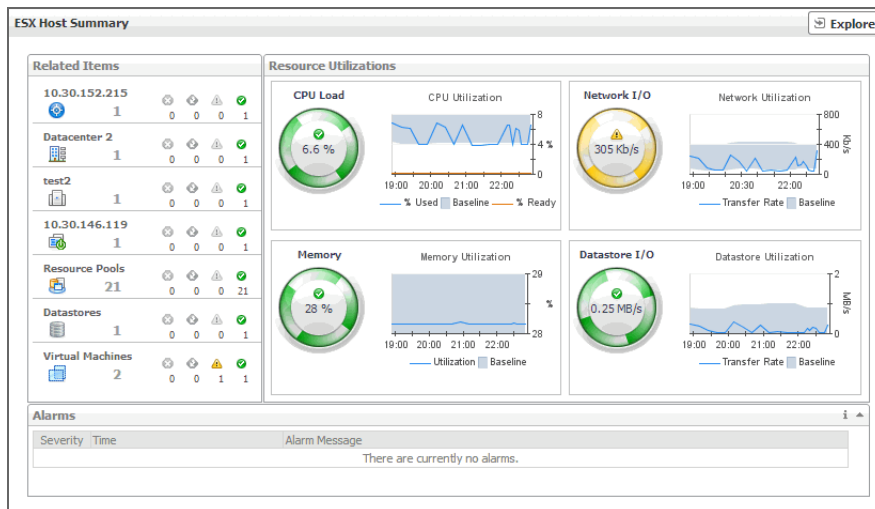 ESX Host Summary
Explore
Related Items
10.30.152.215
1
0 0 0 1
Datacenter 2
1
0 0 0 1
test2
1
0 0 0 1
10.30.146.119
1
0 0 0 1
Resource Pools
21
0 0 0 21
Datastores
1
0 0 0 1
Virtual Machines
2
0 0 1 1
Resource Utilizations
CPU Load
6.6 %
CPU Utilization
8
4
0
%
19:00 20:00 21:00 22:00
% Used Baseline % Ready
Network I/O
305 Kb/s
Network Utilization
800
400
0
Kb/s
19:00 20:30 22:00
Transfer Rate Baseline
Memory
28 %
Memory Utilization
29
28
%
19:00 20:00 21:00 22:00
Utilization Baseline
Datastore I/O
0.25 MB/s
Datastore Utilization
2
1
0
MB/s
19:00 20:00 21:00 22:00
Transfer Rate Baseline
Alarms
i
Severity Time Alarm Message
There are currently no alarms.